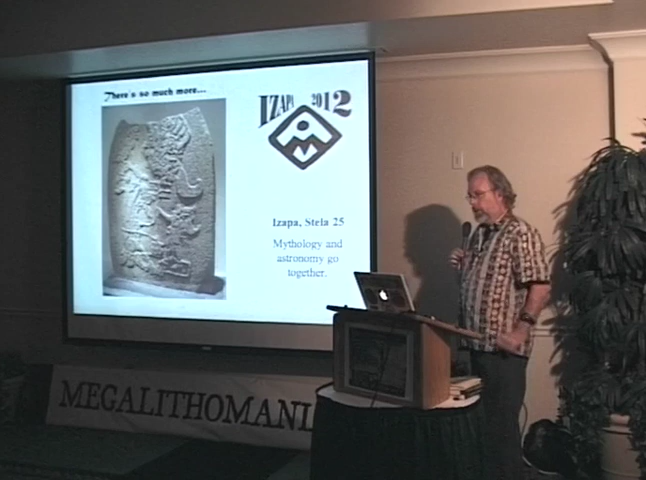 There's so much more...
IZAPA 2012
Izapa, Stela 25
Mythology and
astronomy go
together.
MEGALITHOMANI